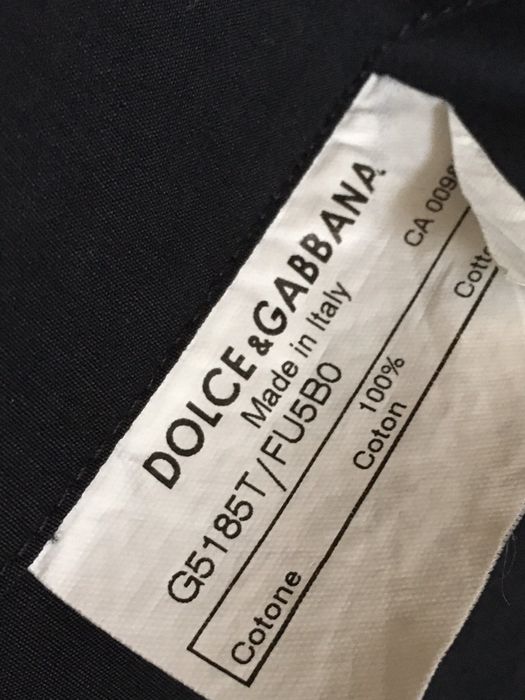 DOLCE & GABBANA
Made in Italy
G5185T/FU5B0
CA 009
100%
Cotone Coton